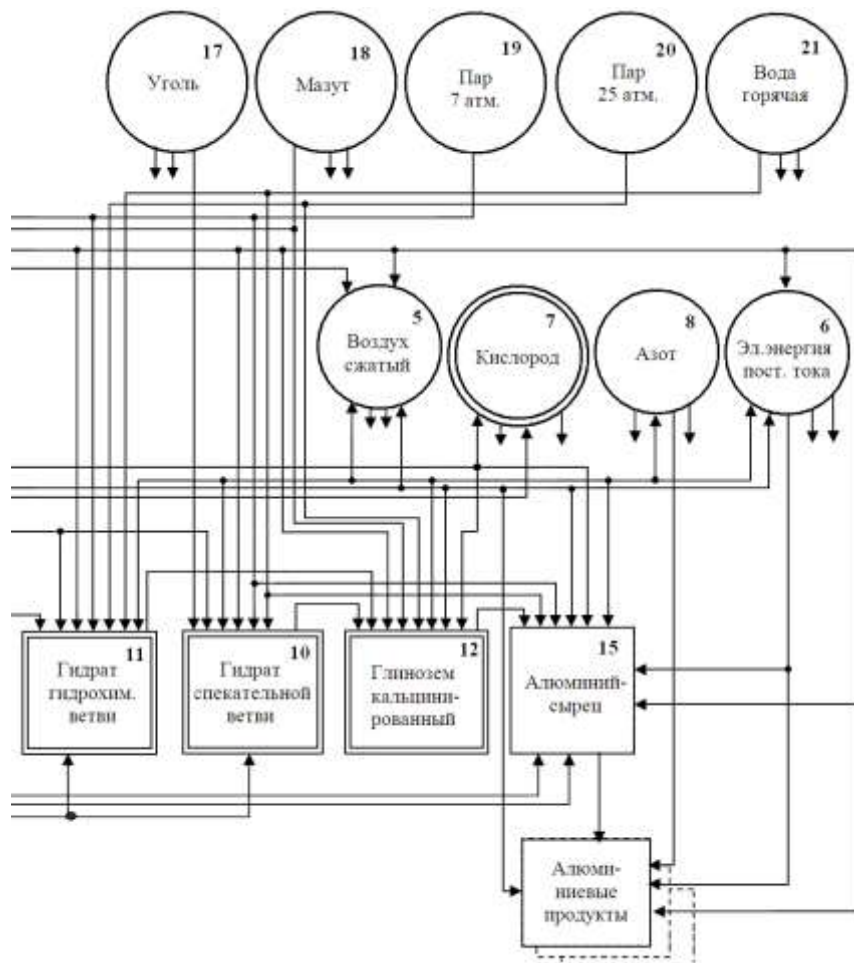 17
Уголь
18
Мазут
19
Пар
7 атм.
20
Пар
25 атм.
21
Вода
горячая
5
Воздух
сжатый
7
Кислород
8
Азот
6
Эл.энергия
пост. тока
11
Гидрат
гидрохим.
ветви
10
Гидрат
спекательной
ветви
12
Глинозем
кальцини-
рованный
15
Алюминий-
сырец
Алюми-
ниевые
продукты